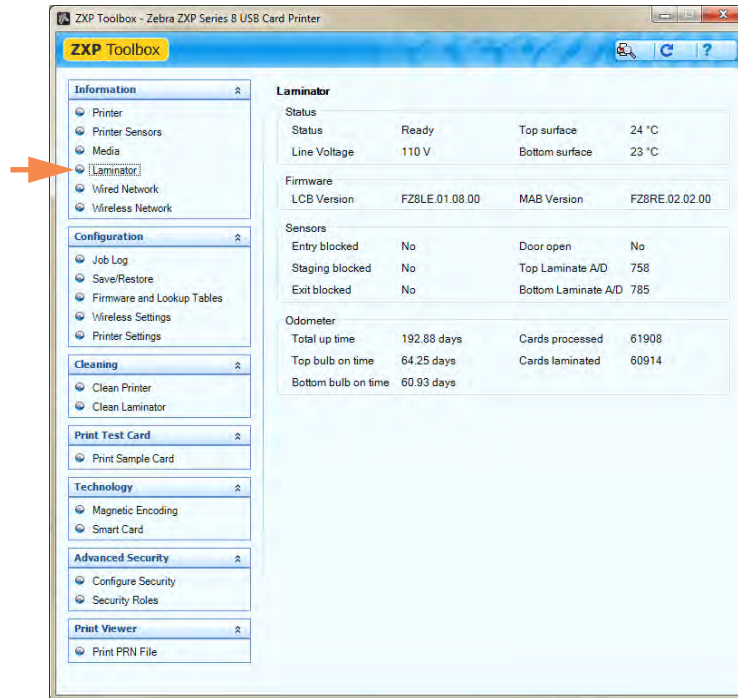 ZXP Toolbox - Zebra ZXP Series 8 USB Card Printer
ZXP Toolbox
?
Information
Printer
Printer Sensors
Media
Laminator
Wired Network
Wireless Network
Configuration
Job Log
Save/Restore
Firmware and Lookup Tables
Wireless Settings
Printer Settings
Cleaning
Clean Printer
Clean Laminator
Print Test Card
Print Sample Card
Technology
Magnetic Encoding
Smart Card
Advanced Security
Configure Security
Security Roles
Print Viewer
Print PRN File
Laminator
Status
Status Ready Top surface 24 °C
Line Voltage 110 V Bottom surface 23 °C
Firmware
LCB Version FZ8LE.01.08.00 MAB Version FZ8RE.02.02.00
Sensors
Entry blocked No Door open No
Staging blocked No Top Laminate A/D 758
Exit blocked No Bottom Laminate A/D 785
Odometer
Total up time 192.88 days Cards processed 61908
Top bulb on time 64.25 days Cards laminated 60914
Bottom bulb on time 60.93 days